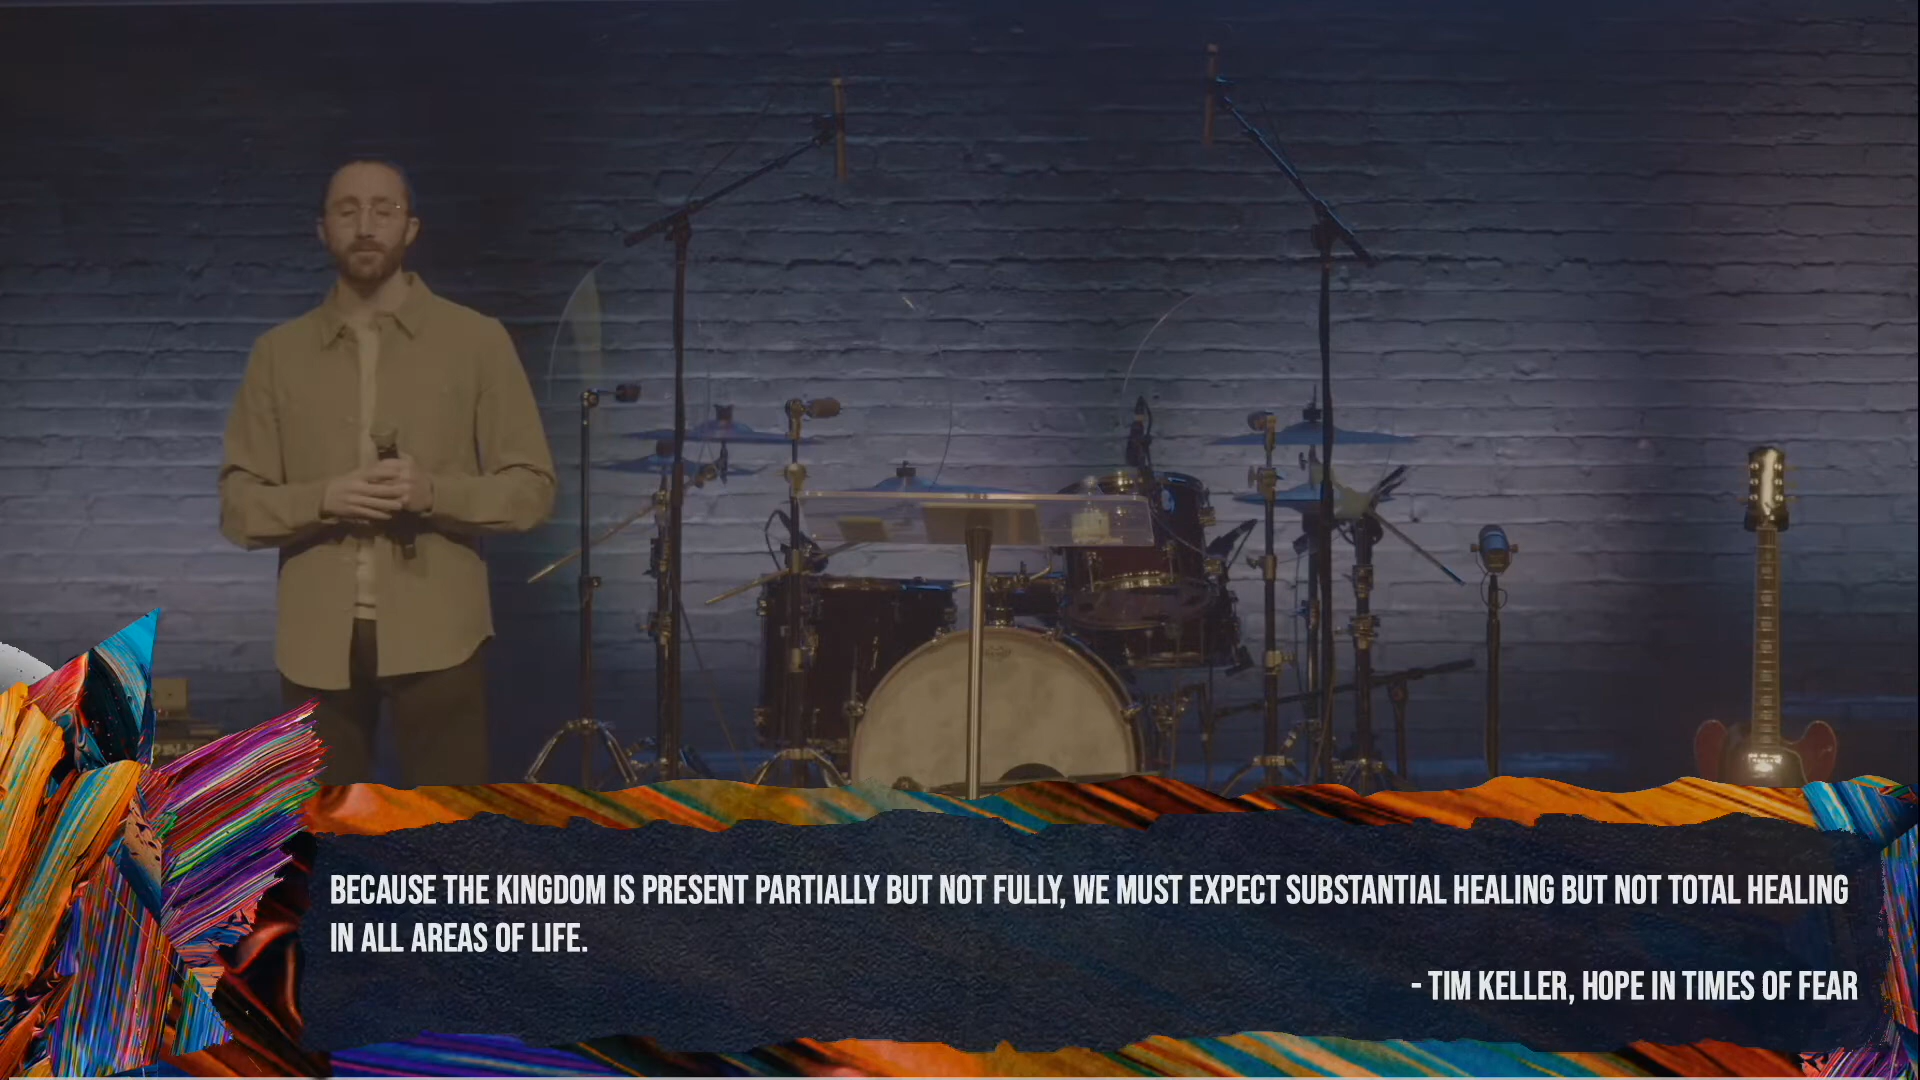 BECAUSE THE KINGDOM IS PRESENT PARTIALLY BUT NOT FULLY, WE MUST EXPECT SUBSTANTIAL HEALING BUT NOT TOTAL HEALING
IN ALL AREAS OF LIFE.
- TIM KELLER, HOPE IN TIMES OF FEAR